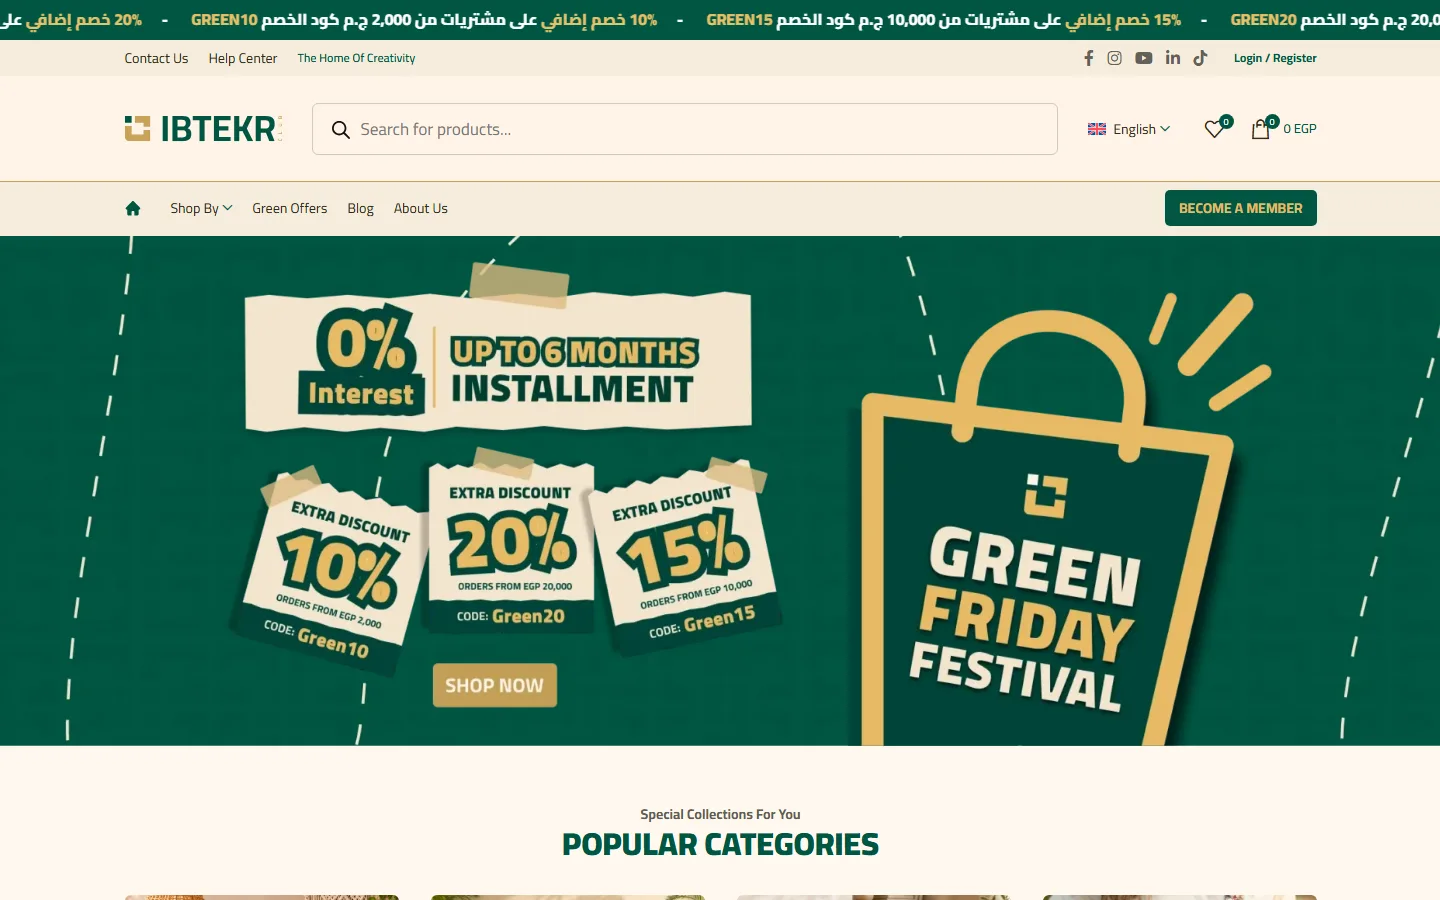 20% خصم إضافي على
- GREEN10 على مشتريات من 2,000 ج.م كود الخصم 10% خصم إضافي
- GREEN15 على مشتريات من 10,000 ج.م كود الخصم 15% خصم إضافي
- GREEN20 ج.م كود الخصم
Contact Us
Help Center
The Home Of Creativity
Login / Register
IBTEKR
Search for products...
English
0
0
0 EGP
Shop By
Green Offers
Blog
About Us
BECOME A MEMBER
0%
Interest
UP TO 6 MONTHS
INSTALLMENT
EXTRA DISCOUNT
10%
ORDERS FROM EGP 2,000
CODE: Green10
EXTRA DISCOUNT
20%
ORDERS FROM EGP 20,000
CODE: Green20
EXTRA DISCOUNT
15%
ORDERS FROM EGP 10,000
CODE: Green15
SHOP NOW
GREEN
FRIDAY
FESTIVAL
Special Collections For You
POPULAR CATEGORIES